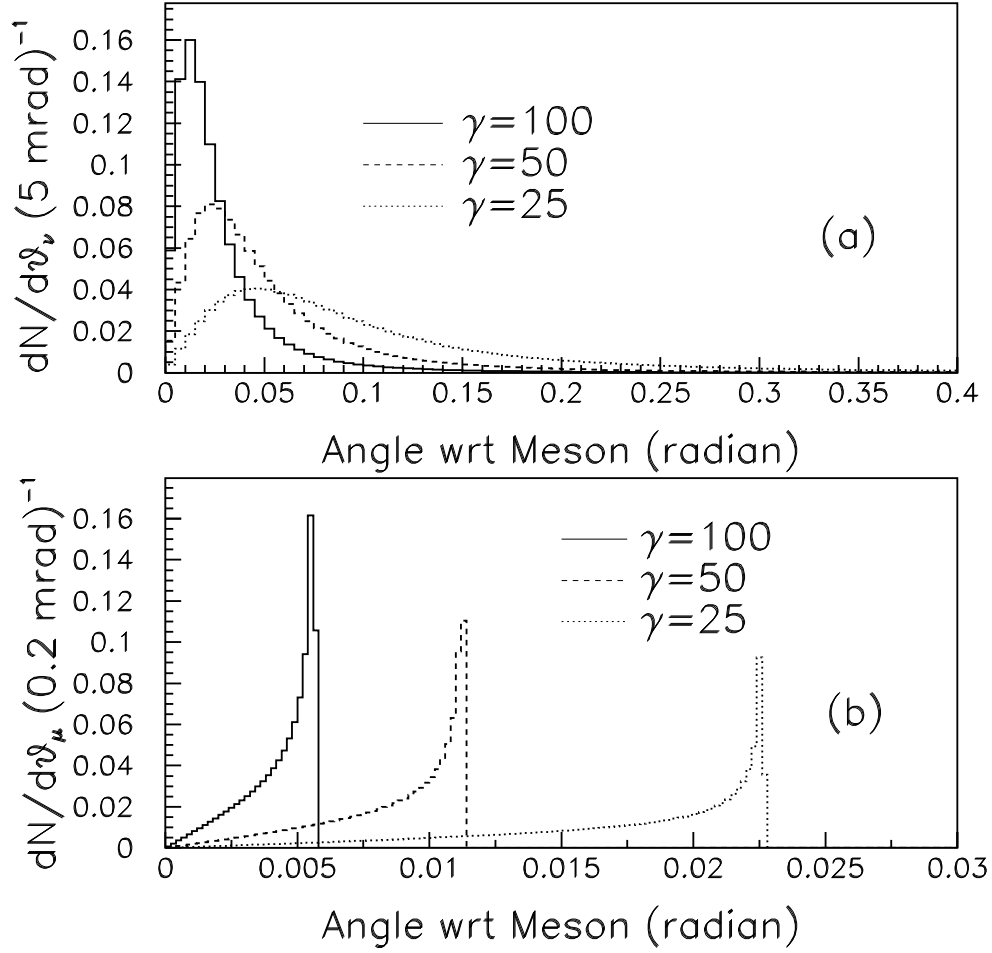 dN/dϑν (5 mrad)⁻¹
0.16
0.14
0.12
0.1
0.08
0.06
0.04
0.02
0
γ=100
γ=50
γ=25
(a)
0 0.05 0.1 0.15 0.2 0.25 0.3 0.35 0.4
Angle wrt Meson (radian)
dN/dϑμ (0.2 mrad)⁻¹
0.16
0.14
0.12
0.1
0.08
0.06
0.04
0.02
0
γ=100
γ=50
γ=25
(b)
0 0.005 0.01 0.015 0.02 0.025 0.03
Angle wrt Meson (radian)